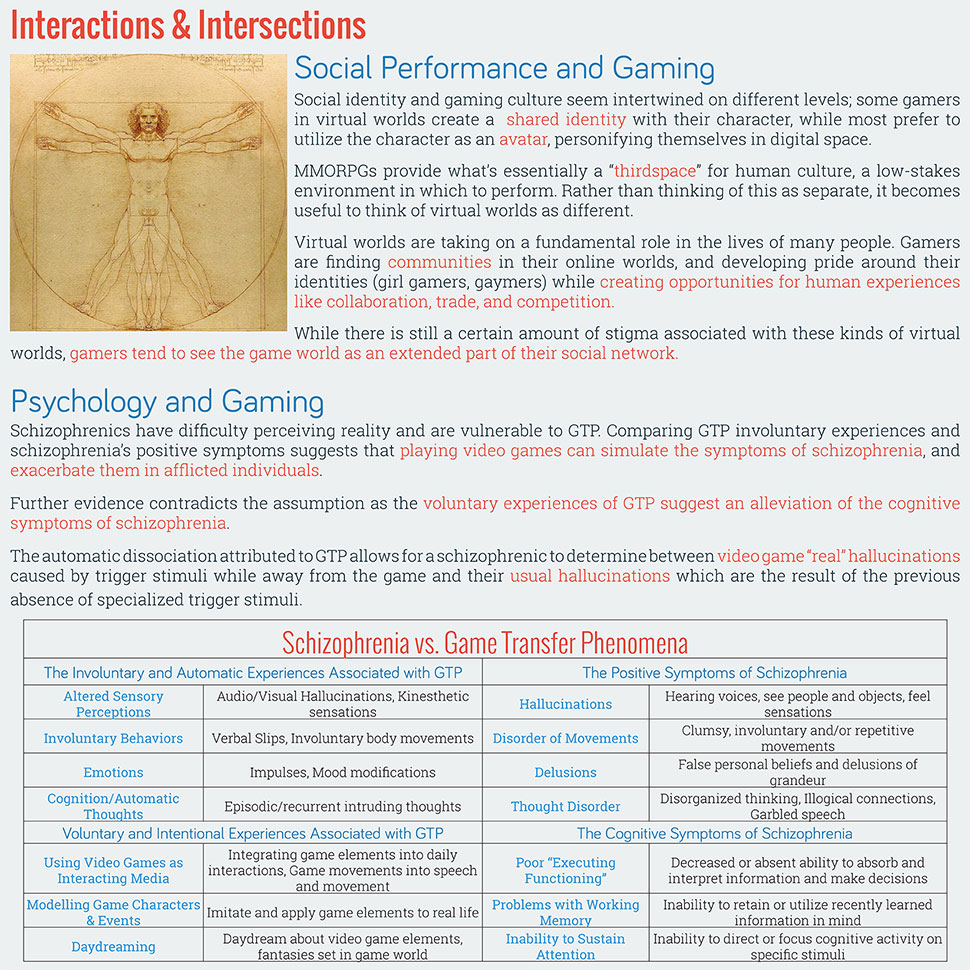 Interactions & Intersections
Social Performance and Gaming
Social identity and gaming culture seem intertwined on different levels; some gamers
in virtual worlds create a shared identity with their character, while most prefer to
utilize the character as an avatar, personifying themselves in digital space.
MMORPGs provide what's essentially a “thirdspace” for human culture, a low-stakes
environment in which to perform. Rather than thinking of this as separate, it becomes
useful to think of virtual worlds as different.
Virtual worlds are taking on a fundamental role in the lives of many people. Gamers
are finding communities in their online worlds, and developing pride around their
identities (girl gamers, gaymers) while creating opportunities for human experiences
like collaboration, trade, and competition.
While there is still a certain amount of stigma associated with these kinds of virtual
worlds, gamers tend to see the game world as an extended part of their social network.
Psychology and Gaming
Schizophrenics have difficulty perceiving reality and are vulnerable to GTP. Comparing GTP involuntary experiences and
schizophrenia's positive symptoms suggests that playing video games can simulate the symptoms of schizophrenia, and
exacerbate them in afflicted individuals.
Further evidence contradicts the assumption as the voluntary experiences of GTP suggest an alleviation of the cognitive
symptoms of schizophrenia.
The automatic dissociation attributed to GTP allows for a schizophrenic to determine between video game “real” hallucinations
caused by trigger stimuli while away from the game and their usual hallucinations which are the result of the previous
absence of specialized trigger stimuli.
Schizophrenia vs. Game Transfer Phenomena
The Involuntary and Automatic Experiences Associated with GTP
The Positive Symptoms of Schizophrenia
Altered Sensory
Perceptions
Audio/Visual Hallucinations, Kinesthetic
sensations
Hallucinations
Hearing voices, see people and objects, feel
sensations
Involuntary Behaviors
Verbal Slips, Involuntary body movements
Disorder of Movements
Clumsy, involuntary and/or repetitive
movements
Emotions
Impulses, Mood modifications
Delusions
False personal beliefs and delusions of
grandeur
Cognition/Automatic
Thoughts
Episodic/recurrent intruding thoughts
Thought Disorder
Disorganized thinking, Illogical connections,
Garbled speech
Voluntary and Intentional Experiences Associated with GTP
The Cognitive Symptoms of Schizophrenia
Using Video Games as
Interacting Media
Integrating game elements into daily
interactions, Game movements into speech
and movement
Poor “Executing
Functioning”
Decreased or absent ability to absorb and
interpret information and make decisions
Modelling Game Characters
& Events
Imitate and apply game elements to real life
Problems with Working
Memory
Inability to retain or utilize recently learned
information in mind
Daydreaming
Daydream about video game elements,
fantasies set in game world
Inability to Sustain
Attention
Inability to direct or focus cognitive activity on
specific stimuli